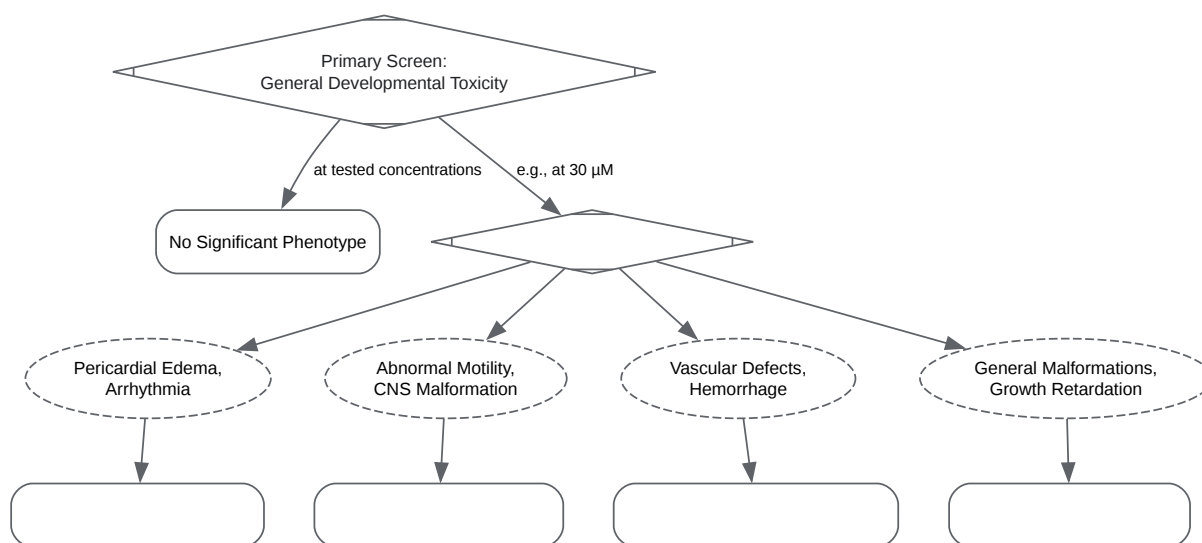 Primary Screen:
General Developmental Toxicity
at tested concentrations
e.g., at 30 µM
No Significant Phenotype
Pericardial Edema,
Arrhythmia
Abnormal Motility,
CNS Malformation
Vascular Defects,
Hemorrhage
General Malformations,
Growth Retardation